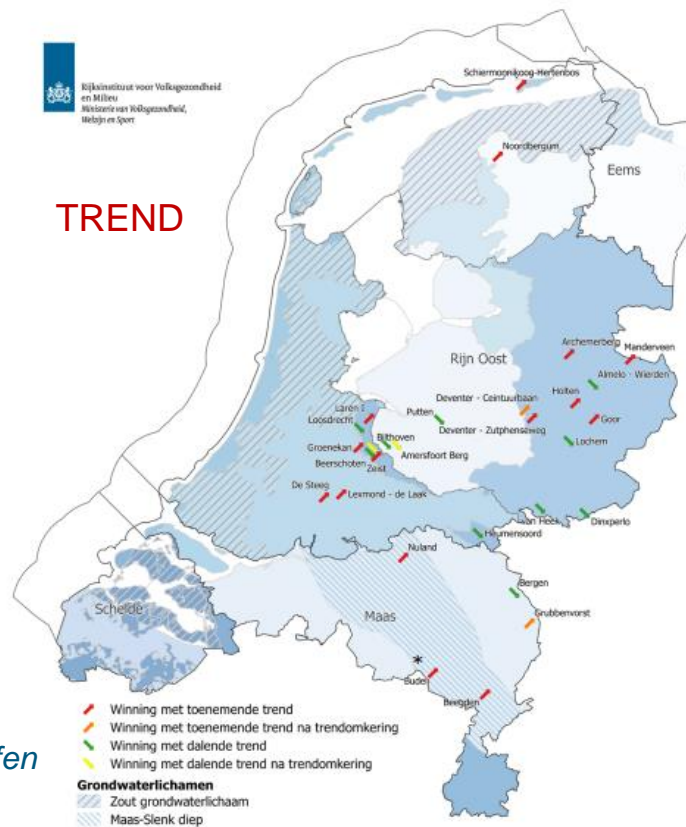 Rijksinstituut voor Volksgezondheid
en Milieu
Ministerie van Volksgezondheid,
Welzijn en Sport
TREND
Schiermonnikoog-Hertenbos
Noordbergum
Eems
Rijn Oost
Archemerberg
Manderveen
Almelo - Wierden
Deventer - Ceintuurbaan
Holten
Laren I
Putten
Goor
Loosdrecht
Deventer - Zutphenseweg
Bilthoven
Groenekan
Lochem
Amersfoort Berg
Beerschoten
Zeist
De Steeg
Lexmond - de Laak
Van Heek
Dinxperlo
Heumensoord
Nuland
Bergen
Schelde
Maas
Grubbenvorst
*
Budel
Beegden
Winning met toenemende trend
Winning met toenemende trend na trendomkering
Winning met dalende trend
fen
Winning met dalende trend na trendomkering
Grondwaterlichamen
Zout grondwaterlichaam
Maas-Slenk diep